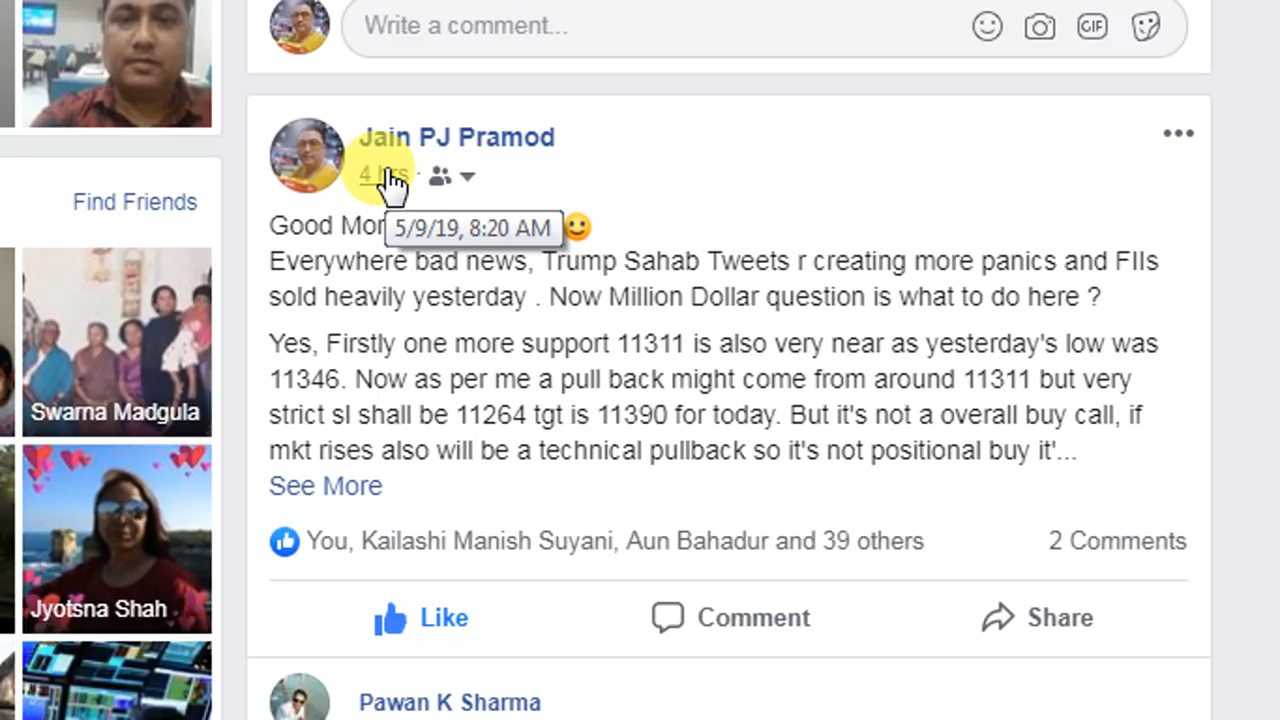 Write a comment...
GIF
Jain PJ Pramod
4 hrs ·
5/9/19, 8:20 AM
Good Mor
Everywhere bad news, Trump Sahab Tweets r creating more panics and FIIs
sold heavily yesterday . Now Million Dollar question is what to do here ?
Yes, Firstly one more support 11311 is also very near as yesterday's low was
11346. Now as per me a pull back might come from around 11311 but very
strict sl shall be 11264 tgt is 11390 for today. But it's not a overall buy call, if
mkt rises also will be a technical pullback so it's not positional buy it'...
See More
You, Kailashi Manish Suyani, Aun Bahadur and 39 others
2 Comments
Like
Comment
Share
Pawan K Sharma
Find Friends
Swarna Madgula
Jyotsna Shah